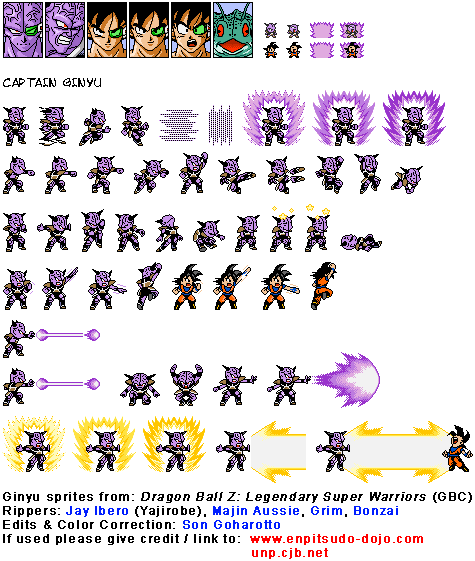 CAPTAIN GINYU
Ginyu sprites from: Dragon Ball Z: Legendary Super Warriors (GBC)
Rippers: Jay Ibero (Yajirobe), Majin Aussie, Grim, Bonzai
Edits & Color Correction: Son Goharotto
If used please give credit / link to: www.enpitsudo-dojo.com
unp.cjb.net